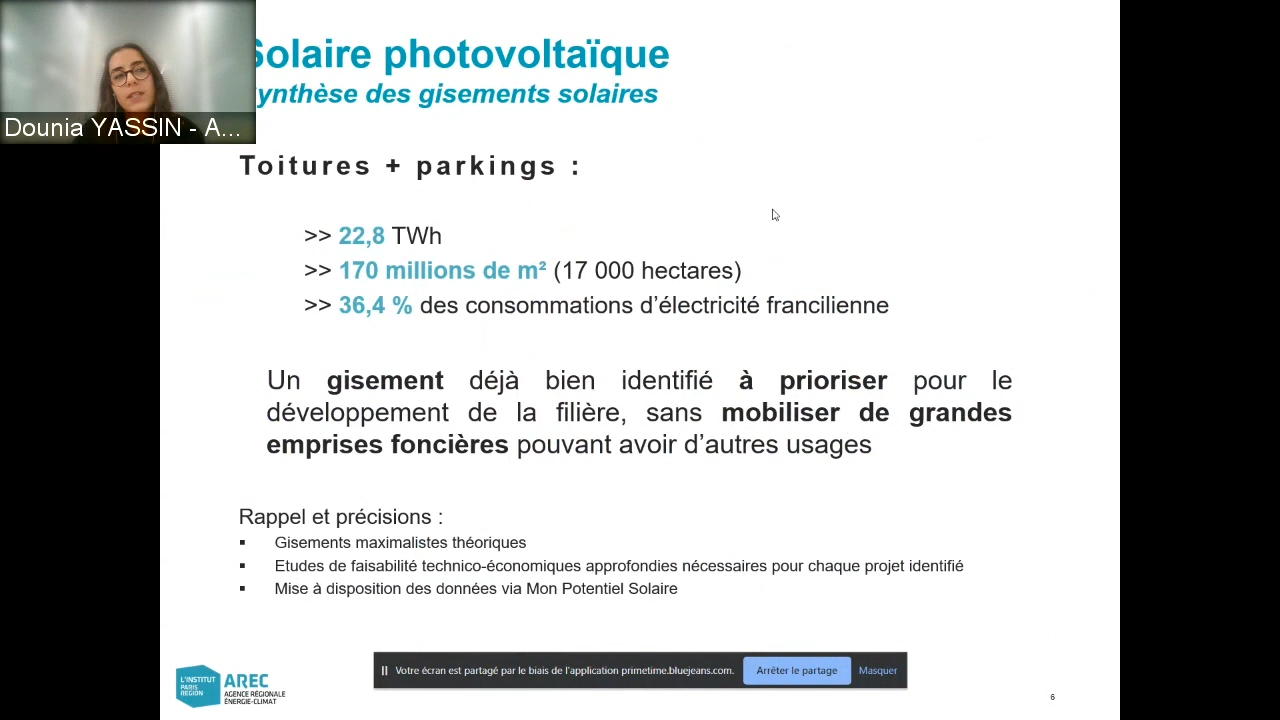 Solaire photovoltaïque
ynthèse des gisements solaires
Dounia YASSIN - A...
Toitures + parkings :
>> 22,8 TWh
>> 170 millions de m² (17 000 hectares)
>> 36,4 % des consommations d’électricité francilienne
Un gisement déjà bien identifié à prioriser pour le
développement de la filière, sans mobiliser de grandes
emprises foncières pouvant avoir d’autres usages
Rappel et précisions :
▪ Gisements maximalistes théoriques
▪ Etudes de faisabilité technico-économiques approfondies nécessaires pour chaque projet identifié
▪ Mise à disposition des données via Mon Potentiel Solaire
Votre écran est partagé par le biais de l'application primetime.bluejeans.com. Arrêter le partage Masquer
L'INSTITUT
PARIS
REGION
AREC
AGENCE RÉGIONALE
ÉNERGIE-CLIMAT
6